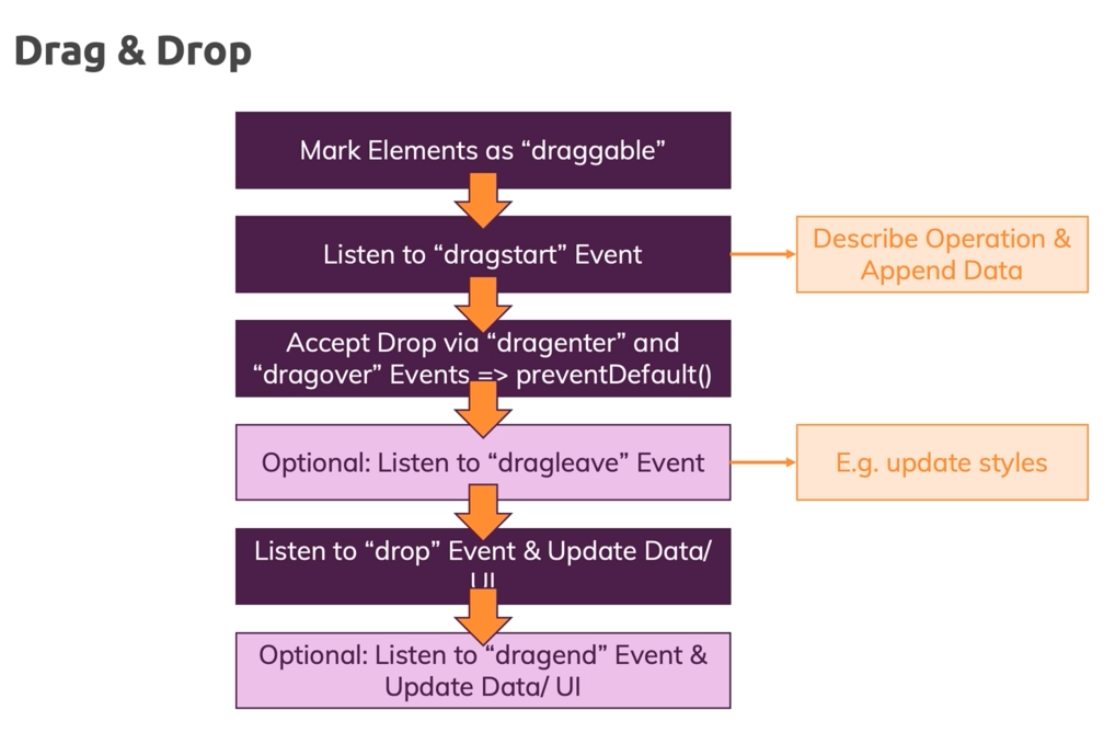 Drag & Drop
Mark Elements as “draggable”
Listen to “dragstart” Event
Describe Operation &
Append Data
Accept Drop via “dragenter” and
“dragover” Events => preventDefault()
Optional: Listen to “dragleave” Event
E.g. update styles
Listen to “drop” Event & Update Data/
UI
Optional: Listen to “dragend” Event &
Update Data/ UI